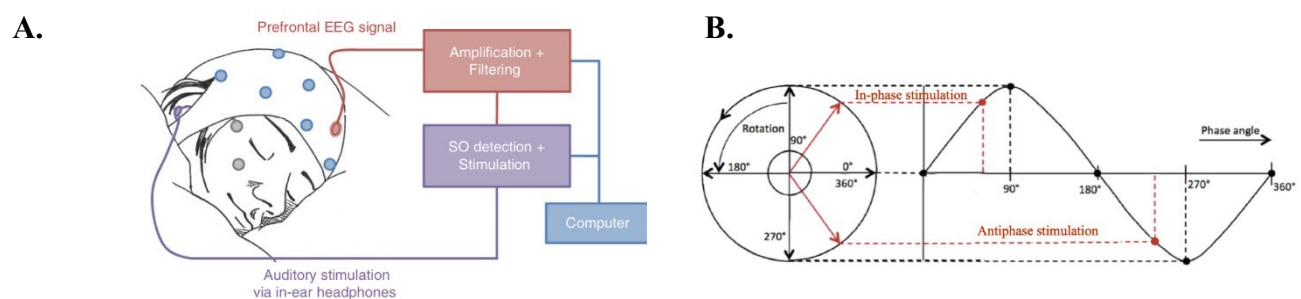 A.
Prefrontal EEG signal
Amplification +
Filtering
SO detection +
Stimulation
Computer
Auditory stimulation
via in-ear headphones
B.
In-phase stimulation
Rotation
90°
180°
0°
360°
270°
Antiphase stimulation
Phase angle
90°
180°
270°
360°